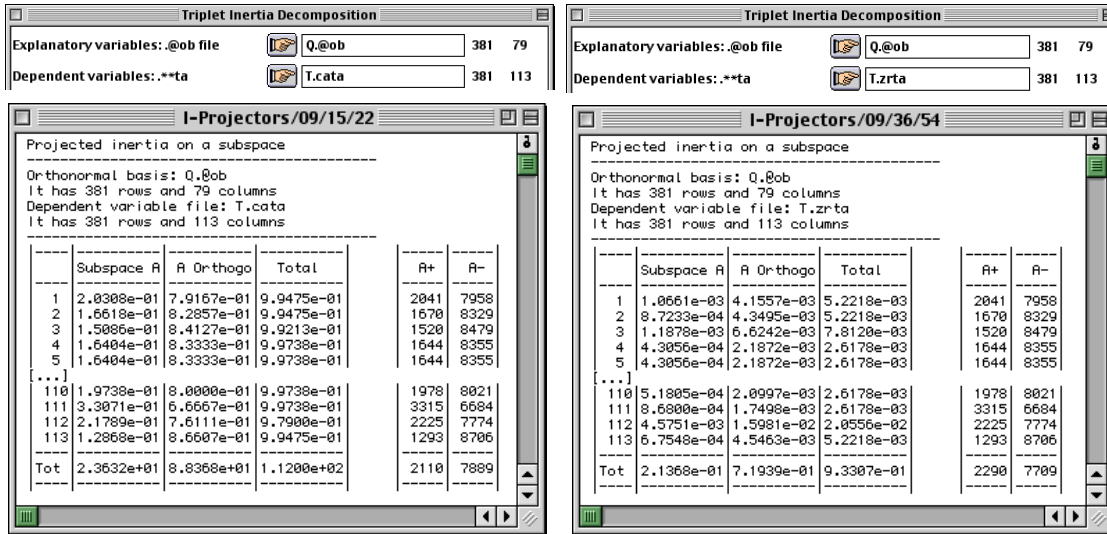 Triplet Inertia Decomposition
Explanatory variables: .@ob file Q.@ob 381 79
Dependent variables: .**ta T.cata 381 113
I-Projectors/09/15/22
Projected inertia on a subspace
------------------------------------------------
Orthonormal basis: Q.@ob
It has 381 rows and 79 columns
Dependent variable file: T.cata
It has 381 rows and 113 columns
------------------------------------------------
|----|----------|----------|----------| |-----|-----|
| |Subspace A| A Orthogo| Total | | A+ | A- |
|----|----------|----------|----------| |-----|-----|
| 1|2.0308e-01|7.9167e-01|9.9475e-01| | 2041| 7958|
| 2|1.6618e-01|8.2857e-01|9.9475e-01| | 1670| 8329|
| 3|1.5086e-01|8.4127e-01|9.9213e-01| | 1520| 8479|
| 4|1.6404e-01|8.3333e-01|9.9738e-01| | 1644| 8355|
| 5|1.6404e-01|8.3333e-01|9.9738e-01| | 1644| 8355|
[...]
| 110|1.9738e-01|8.0000e-01|9.9738e-01| | 1978| 8021|
| 111|3.3071e-01|6.6667e-01|9.9738e-01| | 3315| 6684|
| 112|2.1789e-01|7.6111e-01|9.7900e-01| | 2225| 7774|
| 113|1.2868e-01|8.6607e-01|9.9475e-01| | 1293| 8706|
|----|----------|----------|----------| |-----|-----|
|Tot |2.3632e+01|8.8368e+01|1.1200e+02| | 2110| 7889|
|----|----------|----------|----------| |-----|-----|
Triplet Inertia Decomposition
Explanatory variables: .@ob file Q.@ob 381 79
Dependent variables: .**ta T.zrta 381 113
I-Projectors/09/36/54
Projected inertia on a subspace
------------------------------------------------
Orthonormal basis: Q.@ob
It has 381 rows and 79 columns
Dependent variable file: T.zrta
It has 381 rows and 113 columns
------------------------------------------------
|----|----------|----------|----------| |-----|-----|
| |Subspace A| A Orthogo| Total | | A+ | A- |
|----|----------|----------|----------| |-----|-----|
| 1|1.0661e-03|4.1557e-03|5.2218e-03| | 2041| 7958|
| 2|8.7233e-04|4.3495e-03|5.2218e-03| | 1670| 8329|
| 3|1.1878e-03|6.6242e-03|7.8120e-03| | 1520| 8479|
| 4|4.3056e-04|2.1872e-03|2.6178e-03| | 1644| 8355|
| 5|4.3056e-04|2.1872e-03|2.6178e-03| | 1644| 8355|
[...]
| 110|5.1805e-04|2.0997e-03|2.6178e-03| | 1978| 8021|
| 111|8.6800e-04|1.7498e-03|2.6178e-03| | 3315| 6684|
| 112|4.5751e-03|1.5981e-02|2.0556e-02| | 2225| 7774|
| 113|6.7548e-04|4.5463e-03|5.2218e-03| | 1293| 8706|
|----|----------|----------|----------| |-----|-----|
|Tot |2.1368e-01|7.1939e-01|9.3307e-01| | 2290| 7709|
|----|----------|----------|----------| |-----|-----|